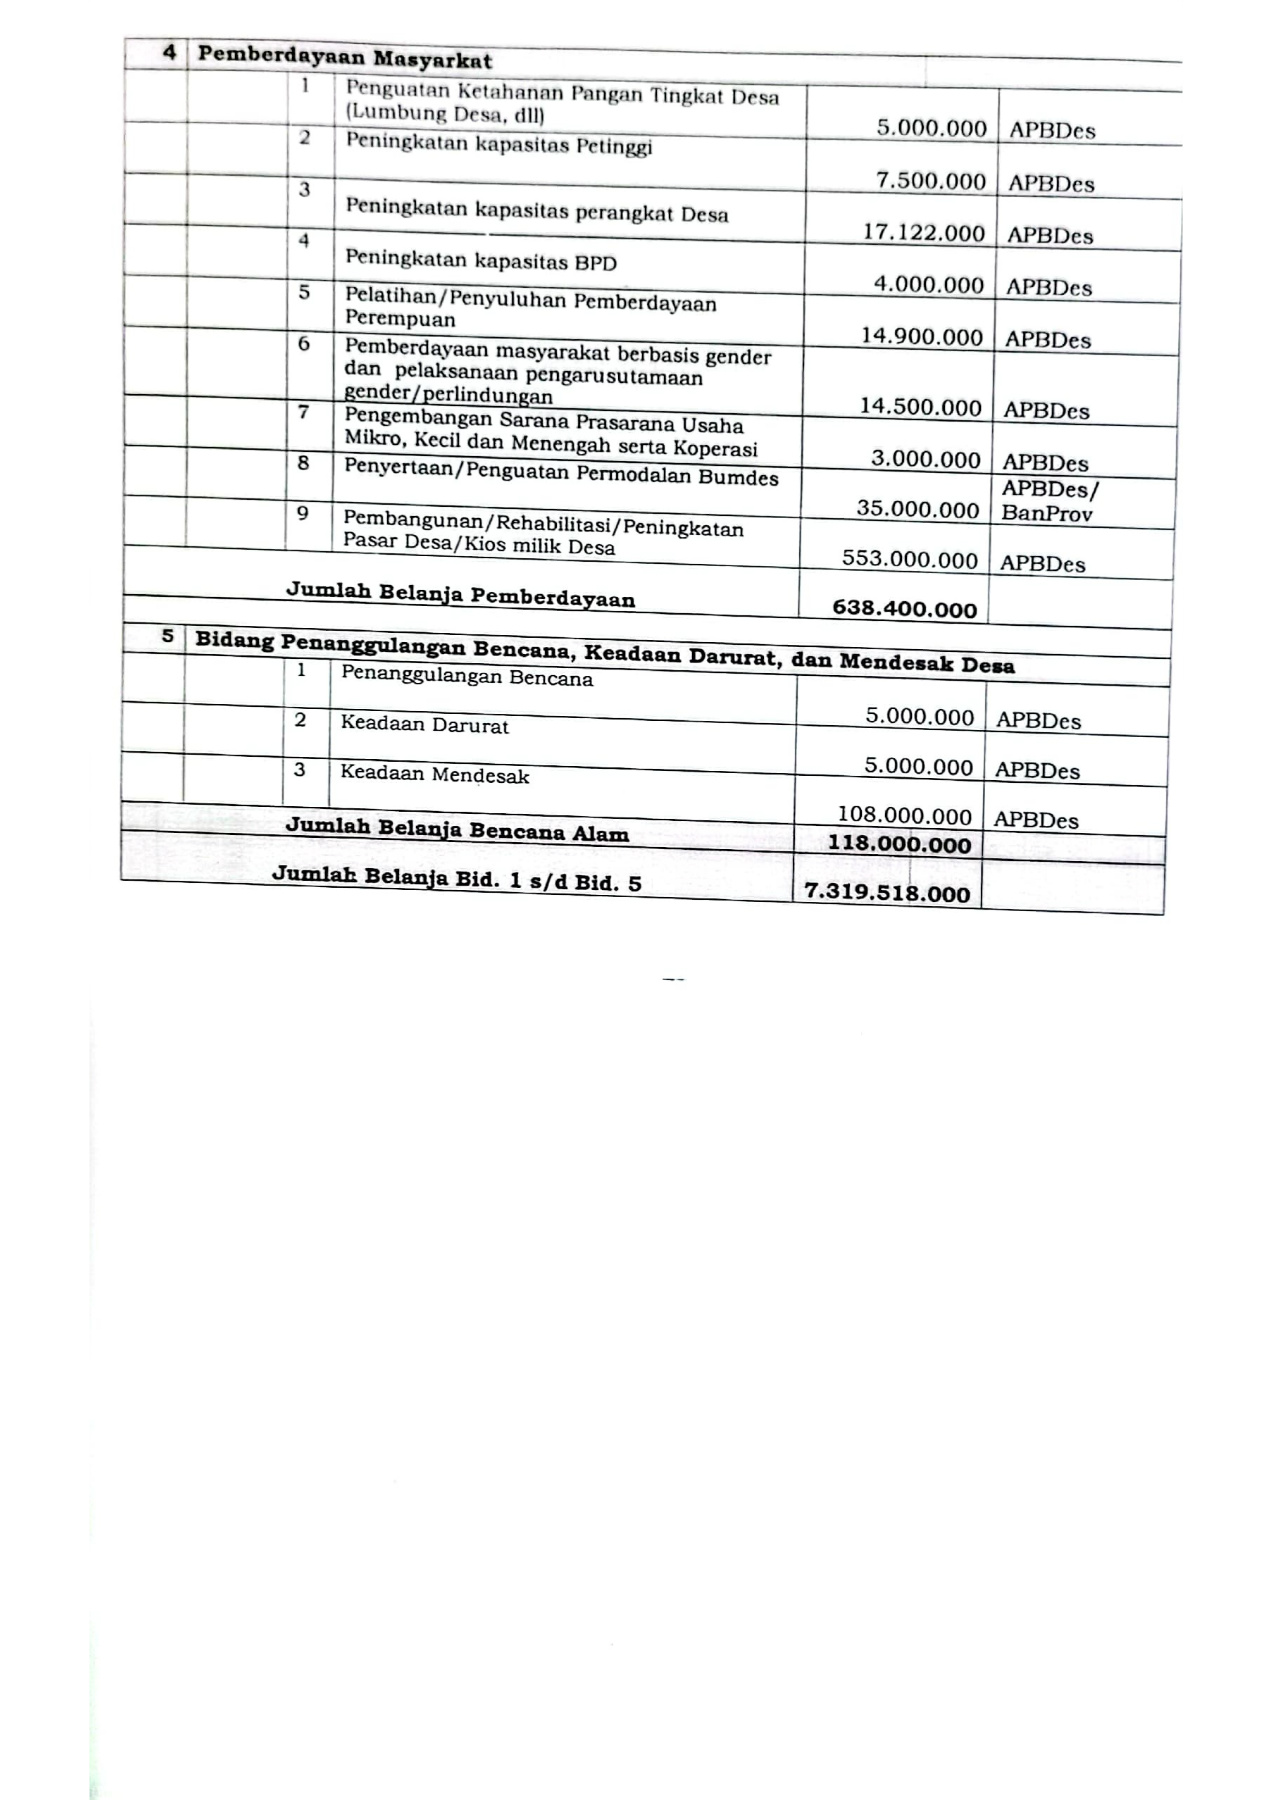 4 Pemberdayaan Masyarkat
1 Penguatan Ketahanan Pangan Tingkat Desa
(Lumbung Desa, dll) 5.000.000 APBDes
2 Peningkatan kapasitas Petinggi
7.500.000 APBDes
3
Peningkatan kapasitas perangkat Desa 17.122.000 APBDes
4
Peningkatan kapasitas BPD 4.000.000 APBDes
5 Pelatihan/Penyuluhan Pemberdayaan
Perempuan 14.900.000 APBDes
6 Pemberdayaan masyarakat berbasis gender
dan pelaksanaan pengarusutamaan
gender/perlindungan 14.500.000 APBDes
7 Pengembangan Sarana Prasarana Usaha
Mikro, Kecil dan Menengah serta Koperasi 3.000.000 APBDes
8 Penyertaan/Penguatan Permodalan Bumdes APBDes/
35.000.000 BanProv
9 Pembangunan/Rehabilitasi/Peningkatan
Pasar Desa/Kios milik Desa 553.000.000 APBDes
Jumlah Belanja Pemberdayaan 638.400.000
5 Bidang Penanggulangan Bencana, Keadaan Darurat, dan Mendesak Desa
1 Penanggulangan Bencana
5.000.000 APBDes
2 Keadaan Darurat
5.000.000 APBDes
3 Keadaan Mendesak
108.000.000 APBDes
Jumlah Belanja Bencana Alam 118.000.000
Jumlah Belanja Bid. 1 s/d Bid. 5 7.319.518.000